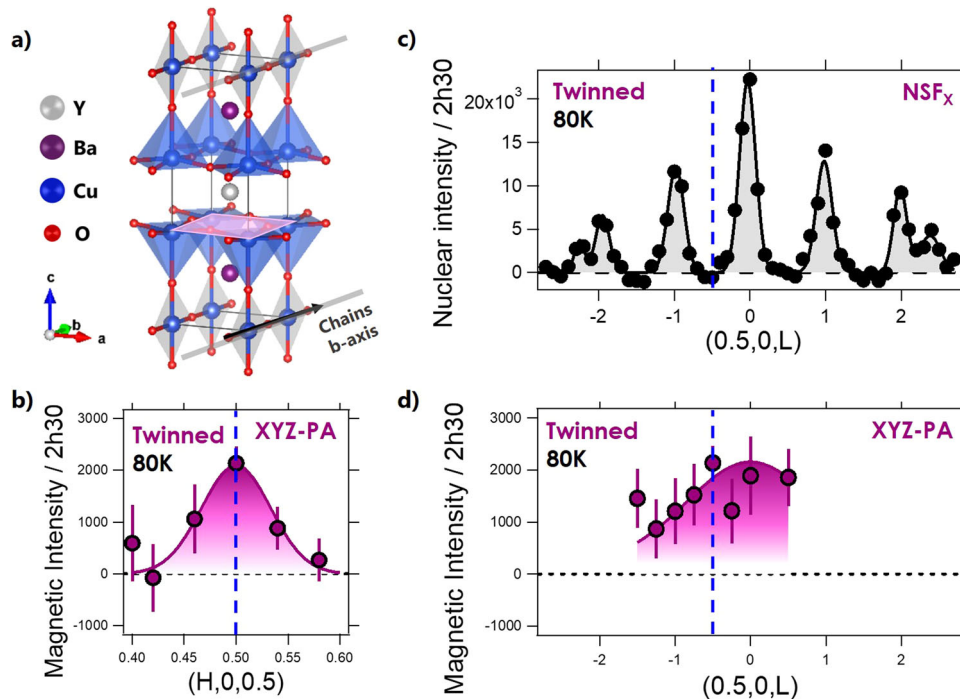 a)
Y
Ba
Cu
O
c
b
a
Chains
b-axis
b)
Magnetic Intensity / 2h30
3000
2000
1000
0
-1000
Twinned
80K
XYZ-PA
0.40
0.45
0.50
0.55
0.60
(H,0,0.5)
c)
Nuclear intensity / 2h30
20x10³
15
10
5
0
Twinned
80K
NSFX
-2
-1
0
1
2
(0.5,0,L)
d)
Magnetic Intensity / 2h30
3000
2000
1000
0
-1000
Twinned
80K
XYZ-PA
-2
-1
0
1
2
(0.5,0,L)